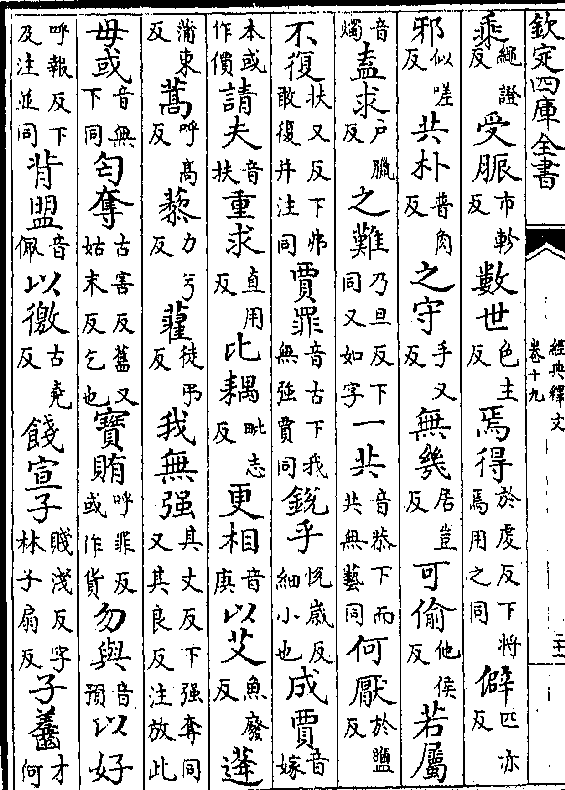 欽定四庫全書
經典釋文
卷十九
乘繩證反受脤市軫反數世色主反焉得於虔反下將焉用之同僻匹亦反
邪似嗟反共朴普角反之守手又反無幾居豈反可偷他侯反若屬
音燭盍求户臘反之難乃旦反下同又如字一共音恭下而共無藝同何厭於鹽反
不復扶又反下弗敢復并注同賈罪音古下我無強賈同鋭乎悦歲反細小也成賈音嫁
本或作價請夫音扶重求直用反比耦毗志反更相音庚以艾魚廢反蓬
蒲東反蒿呼高反藜力兮反藋徒弔反我無强其丈反下强奪同又其良反注放此
毋或音無下同匄奪古害反舊又姑末反乞也寳賄呼罪反或作貨勿與音預以好
呼報反下及注並同背盟音佩以徼古堯反餞宣子賤淺反字林子扇反子齹才何